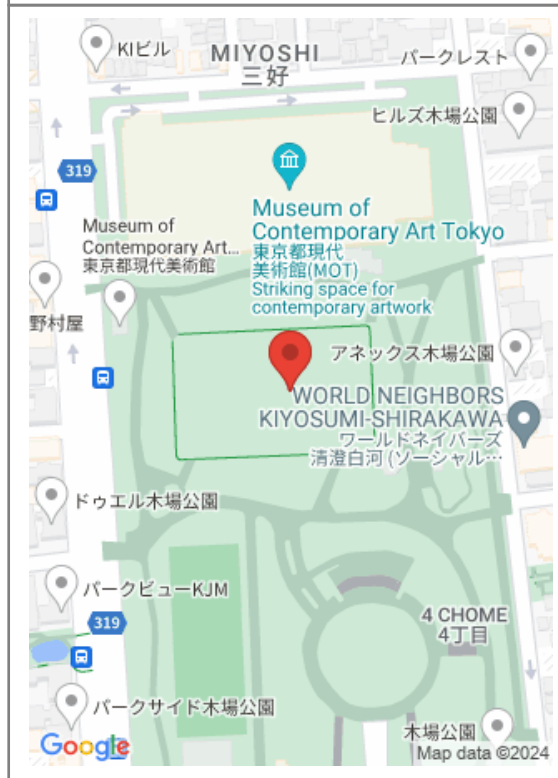 KIビル
MIYOSHI
三好
パークレスト
ヒルズ木場公園
319
Museum of
Contemporary Art Tokyo
東京都現代
美術館(MOT)
Striking space for
contemporary artwork
Museum of
Contemporary Art...
東京都現代美術館
野村屋
アネックス木場公園
WORLD NEIGHBORS
KIYOSUMI-SHIRAKAWA
ワールドネイバーズ
清澄白河 (ソーシャル…
ドゥエル木場公園
パークビューKJM
319
4 CHOME
4丁目
パークサイド木場公園
木場公園
Google
Map data ©2024